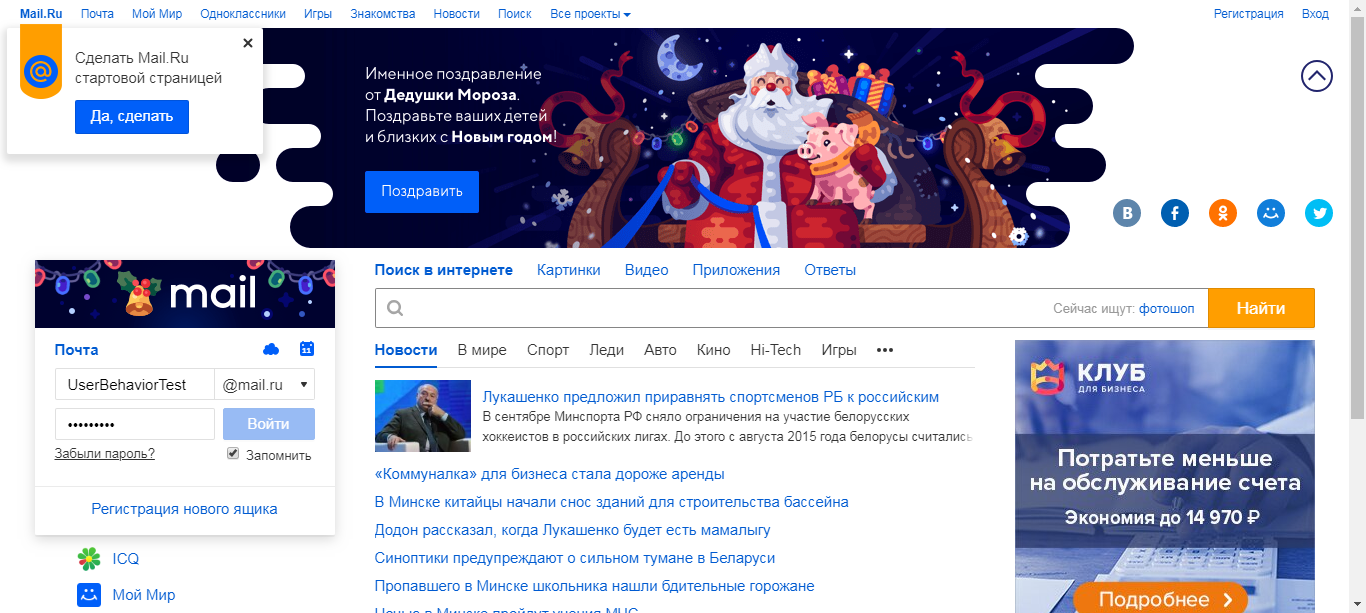 Mail.Ru Почта Мой Мир Одноклассники Игры Знакомства Новости Поиск Все проекты Регистрация Вход
Сделать Mail.Ru
стартовой страницей
Да, сделать
Именное поздравление
от Дедушки Мороза.
Поздравьте ваших детей
и близких с Новым годом!
Поздравить
mail
Почта
11
UserBehaviorTest @mail.ru
Войти
Забыли пароль? Запомнить
Регистрация нового ящика
ICQ
Мой Мир
Поиск в интернете Картинки Видео Приложения Ответы
Сейчас ищут: фотошоп Найти
Новости В мире Спорт Леди Авто Кино Hi-Tech Игры
Лукашенко предложил приравнять спортсменов РБ к российским
В сентябре Минспорта РФ сняло ограничения на участие белорусских
хоккеистов в российских лигах. До этого с августа 2015 года белорусы считались
«Коммуналка» для бизнеса стала дороже аренды
В Минске китайцы начали снос зданий для строительства бассейна
Додон рассказал, когда Лукашенко будет есть мамалыгу
Синоптики предупреждают о сильном тумане в Беларуси
Пропавшего в Минске школьника нашли бдительные горожане
Ночью в Минске пройдут учения МЧС
КЛУБ
ДЛЯ БИЗНЕСА
Потратьте меньше
на обслуживание счета
Экономия до 14 970 ₽
Подробнее